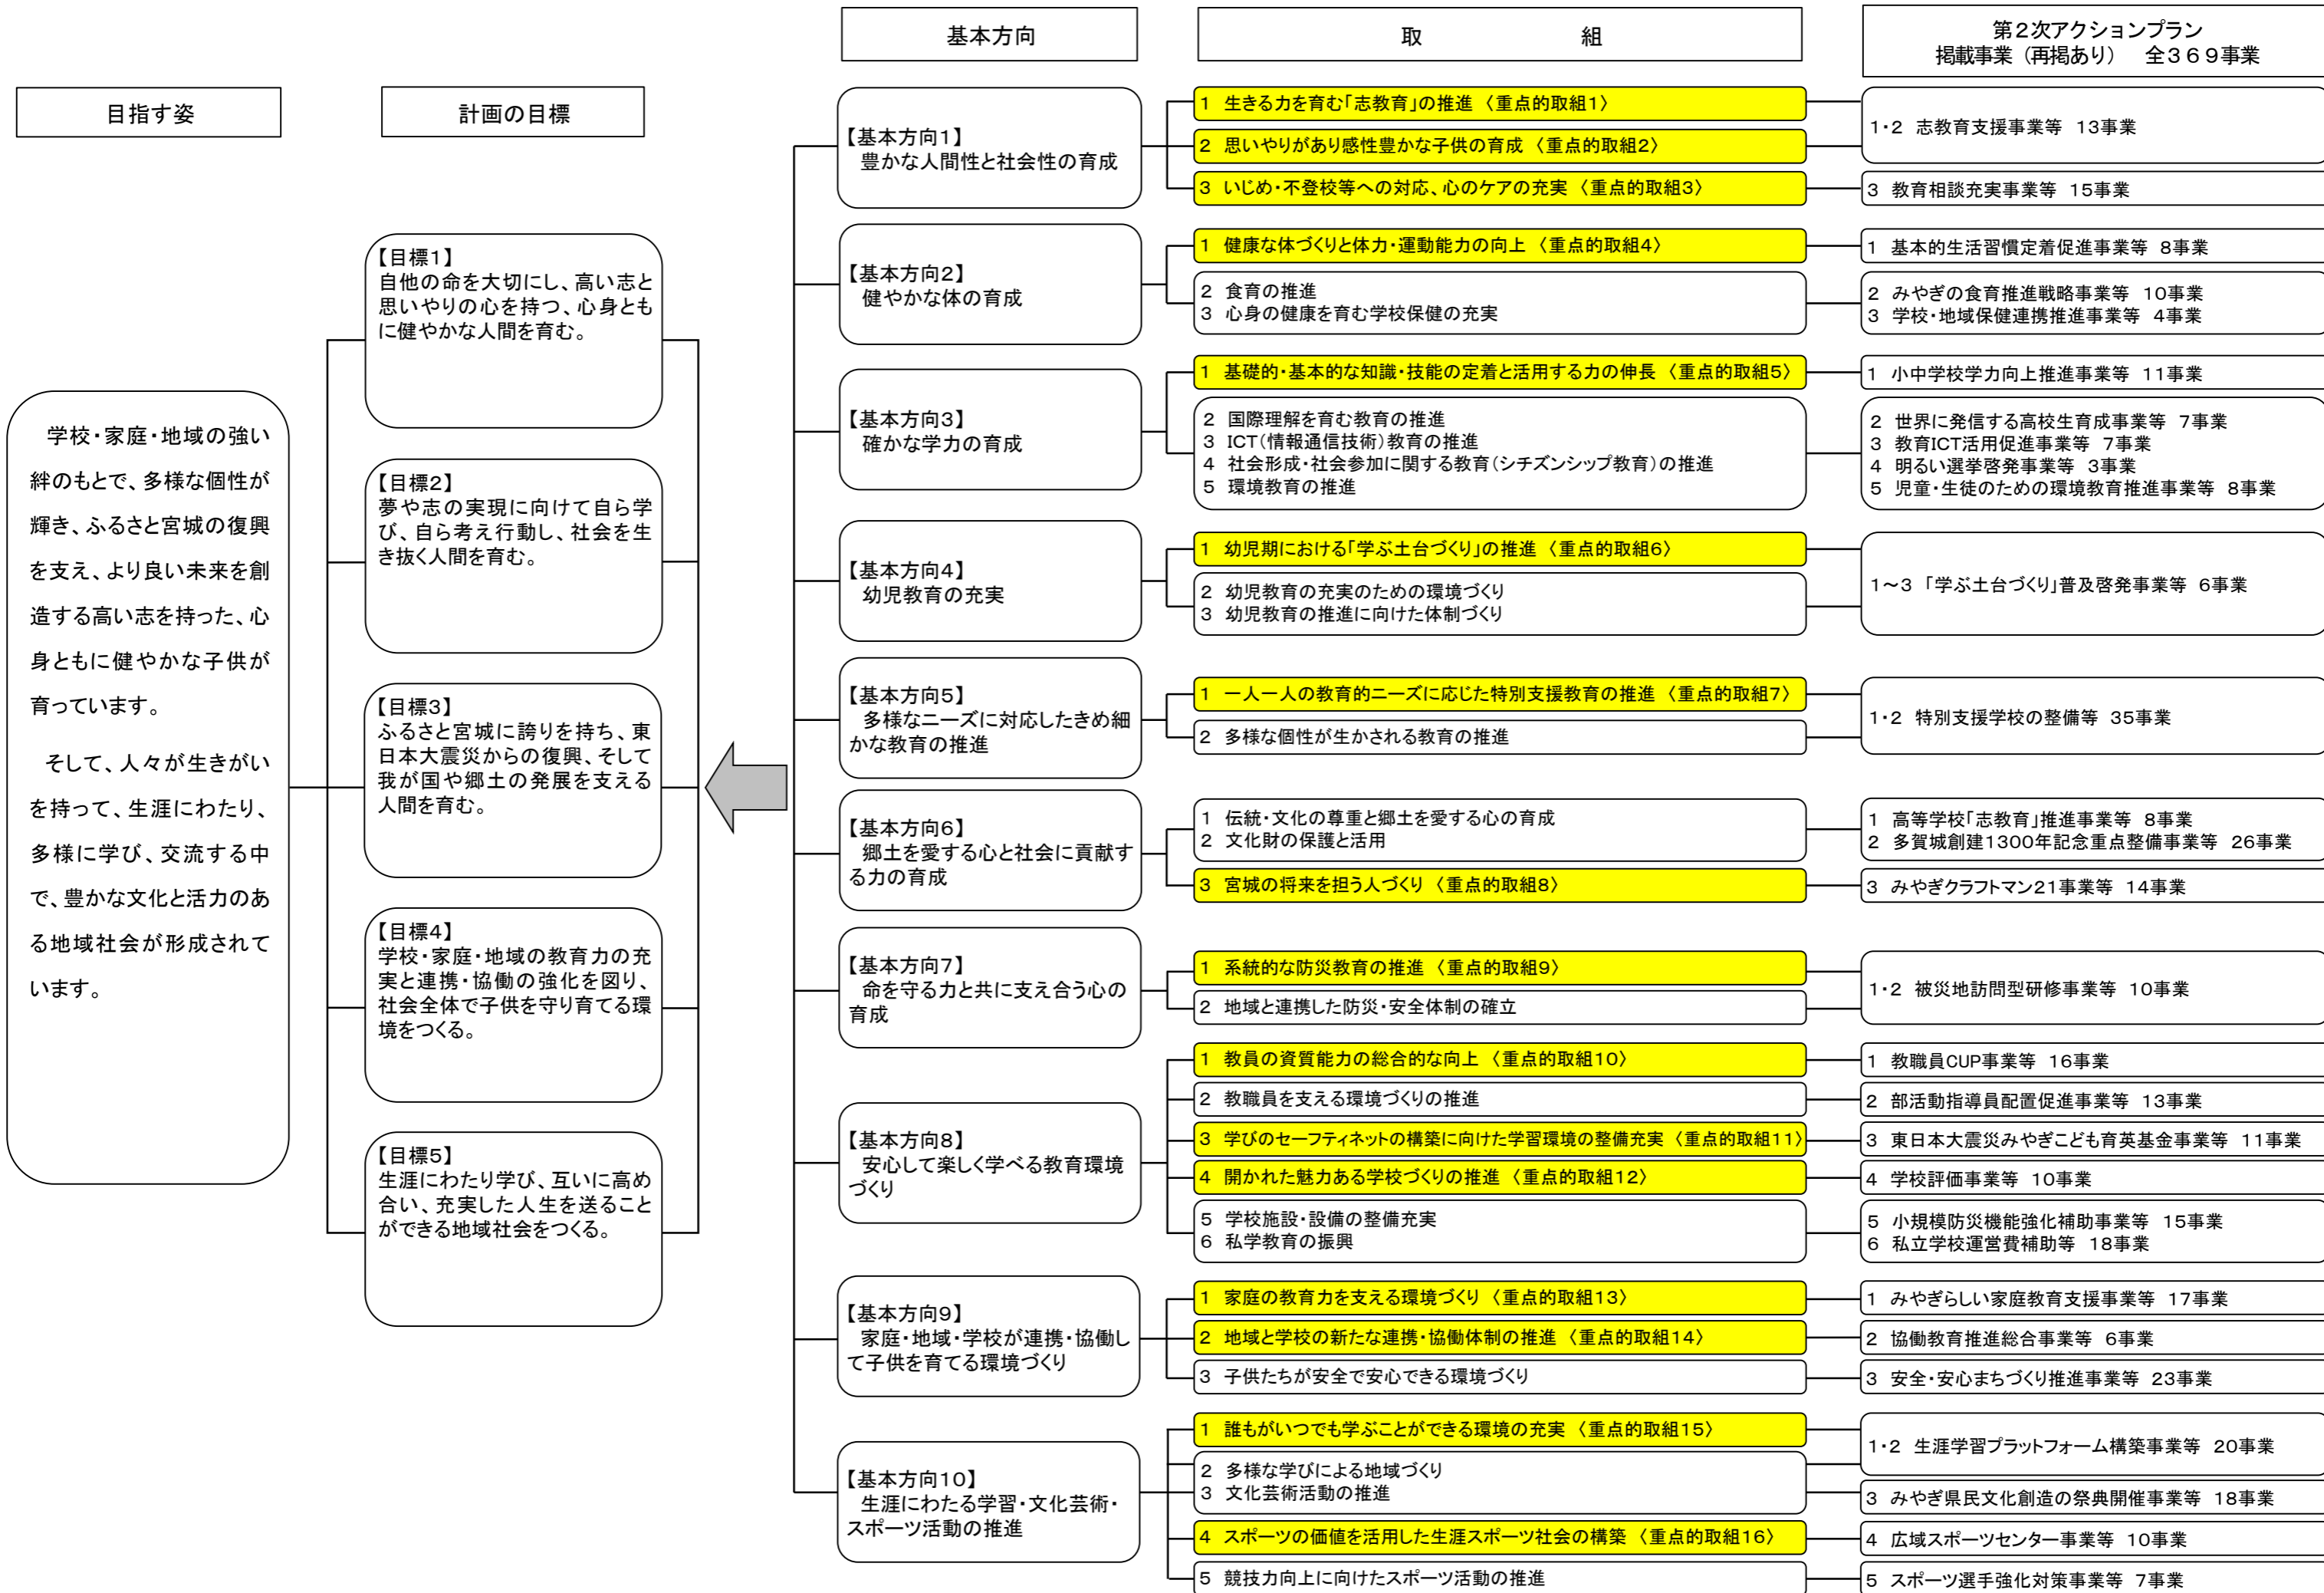 目指す姿
学校・家庭・地域の強い
絆のもとで、多様な個性が
輝き、ふるさと宮城の復興
を支え、より良い未来を創
造する高い志を持った、心
身ともに健やかな子供が
育っています。
そして、人々が生きがい
を持って、生涯にわたり、
多様に学び、交流する中
で、豊かな文化と活力のあ
る地域社会が形成されて
います。
計画の目標
【目標1】
自他の命を大切にし、高い志と
思いやりの心を持つ、心身とも
に健やかな人間を育む。
【目標2】
夢や志の実現に向けて自ら学
び、自ら考え行動し、社会を生
き抜く人間を育む。
【目標3】
ふるさと宮城に誇りを持ち、東
日本大震災からの復興、そして
我が国や郷土の発展を支える
人間を育む。
【目標4】
学校・家庭・地域の教育力の充
実と連携・協働の強化を図り、
社会全体で子供を守り育てる環
境をつくる。
【目標5】
生涯にわたり学び、互いに高め
合い、充実した人生を送ること
ができる地域社会をつくる。
基本方向
取　　　組
第2次アクションプラン
掲載事業（再掲あり）　全369事業
【基本方向1】
豊かな人間性と社会性の育成
1 生きる力を育む「志教育」の推進 〈重点的取組1〉
2 思いやりがあり感性豊かな子供の育成 〈重点的取組2〉
3 いじめ・不登校等への対応、心のケアの充実 〈重点的取組3〉
1・2 志教育支援事業等 13事業
3 教育相談充実事業等 15事業
【基本方向2】
健やかな体の育成
1 健康な体づくりと体力・運動能力の向上 〈重点的取組4〉
2 食育の推進
3 心身の健康を育む学校保健の充実
1 基本的生活習慣定着促進事業等 8事業
2 みやぎの食育推進戦略事業等 10事業
3 学校・地域保健連携推進事業等 4事業
【基本方向3】
確かな学力の育成
1 基礎的・基本的な知識・技能の定着と活用する力の伸長 〈重点的取組5〉
2 国際理解を育む教育の推進
3 ICT（情報通信技術）教育の推進
4 社会形成・社会参加に関する教育（シチズンシップ教育）の推進
5 環境教育の推進
1 小中学校学力向上推進事業等 11事業
2 世界に発信する高校生育成事業等 7事業
3 教育ICT活用促進事業等 7事業
4 明るい選挙啓発事業等 3事業
5 児童・生徒のための環境教育推進事業等 8事業
【基本方向4】
幼児教育の充実
1 幼児期における「学ぶ土台づくり」の推進 〈重点的取組6〉
2 幼児教育の充実のための環境づくり
3 幼児教育の推進に向けた体制づくり
1～3 「学ぶ土台づくり」普及啓発事業等 6事業
【基本方向5】
多様なニーズに対応したきめ細
かな教育の推進
1 一人一人の教育的ニーズに応じた特別支援教育の推進 〈重点的取組7〉
2 多様な個性が生かされる教育の推進
1・2 特別支援学校の整備等 35事業
【基本方向6】
郷土を愛する心と社会に貢献す
る力の育成
1 伝統・文化の尊重と郷土を愛する心の育成
2 文化財の保護と活用
3 宮城の将来を担う人づくり 〈重点的取組8〉
1 高等学校「志教育」推進事業等 8事業
2 多賀城創建1300年記念重点整備事業等 26事業
3 みやぎクラフトマン21事業等 14事業
【基本方向7】
命を守る力と共に支え合う心の
育成
1 系統的な防災教育の推進 〈重点的取組9〉
2 地域と連携した防災・安全体制の確立
1・2 被災地訪問型研修事業等 10事業
【基本方向8】
安心して楽しく学べる教育環境
づくり
1 教員の資質能力の総合的な向上 〈重点的取組10〉
2 教職員を支える環境づくりの推進
3 学びのセーフティネットの構築に向けた学習環境の整備充実 〈重点的取組11〉
4 開かれた魅力ある学校づくりの推進 〈重点的取組12〉
5 学校施設・設備の整備充実
6 私学教育の振興
1 教職員CUP事業等 16事業
2 部活動指導員配置促進事業等 13事業
3 東日本大震災みやぎこども育英基金事業等 11事業
4 学校評価事業等 10事業
5 小規模防災機能強化補助事業等 15事業
6 私立学校運営費補助等 18事業
【基本方向9】
家庭・地域・学校が連携・協働し
て子供を育てる環境づくり
1 家庭の教育力を支える環境づくり 〈重点的取組13〉
2 地域と学校の新たな連携・協働体制の推進 〈重点的取組14〉
3 子供たちが安全で安心できる環境づくり
1 みやぎらしい家庭教育支援事業等 17事業
2 協働教育推進総合事業等 6事業
3 安全・安心まちづくり推進事業等 23事業
【基本方向10】
生涯にわたる学習・文化芸術・
スポーツ活動の推進
1 誰もがいつでも学ぶことができる環境の充実 〈重点的取組15〉
2 多様な学びによる地域づくり
3 文化芸術活動の推進
4 スポーツの価値を活用した生涯スポーツ社会の構築 〈重点的取組16〉
5 競技力向上に向けたスポーツ活動の推進
1・2 生涯学習プラットフォーム構築事業等 20事業
3 みやぎ県民文化創造の祭典開催事業等 18事業
4 広域スポーツセンター事業等 10事業
5 スポーツ選手強化対策事業等 7事業